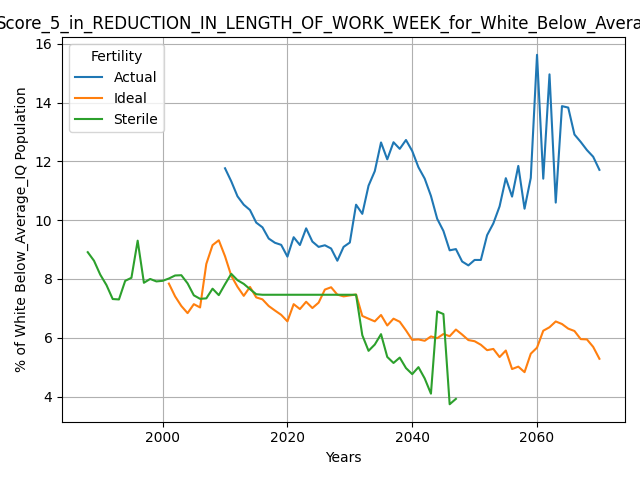 Score_5_in_REDUCTION_IN_LENGTH_OF_WORK_WEEK_for_White_Below_Avera
Fertility
Actual
Ideal
Sterile
% of White Below_Average_IQ Population
16
14
12
10
8
6
4
2000 2020 2040 2060
Years